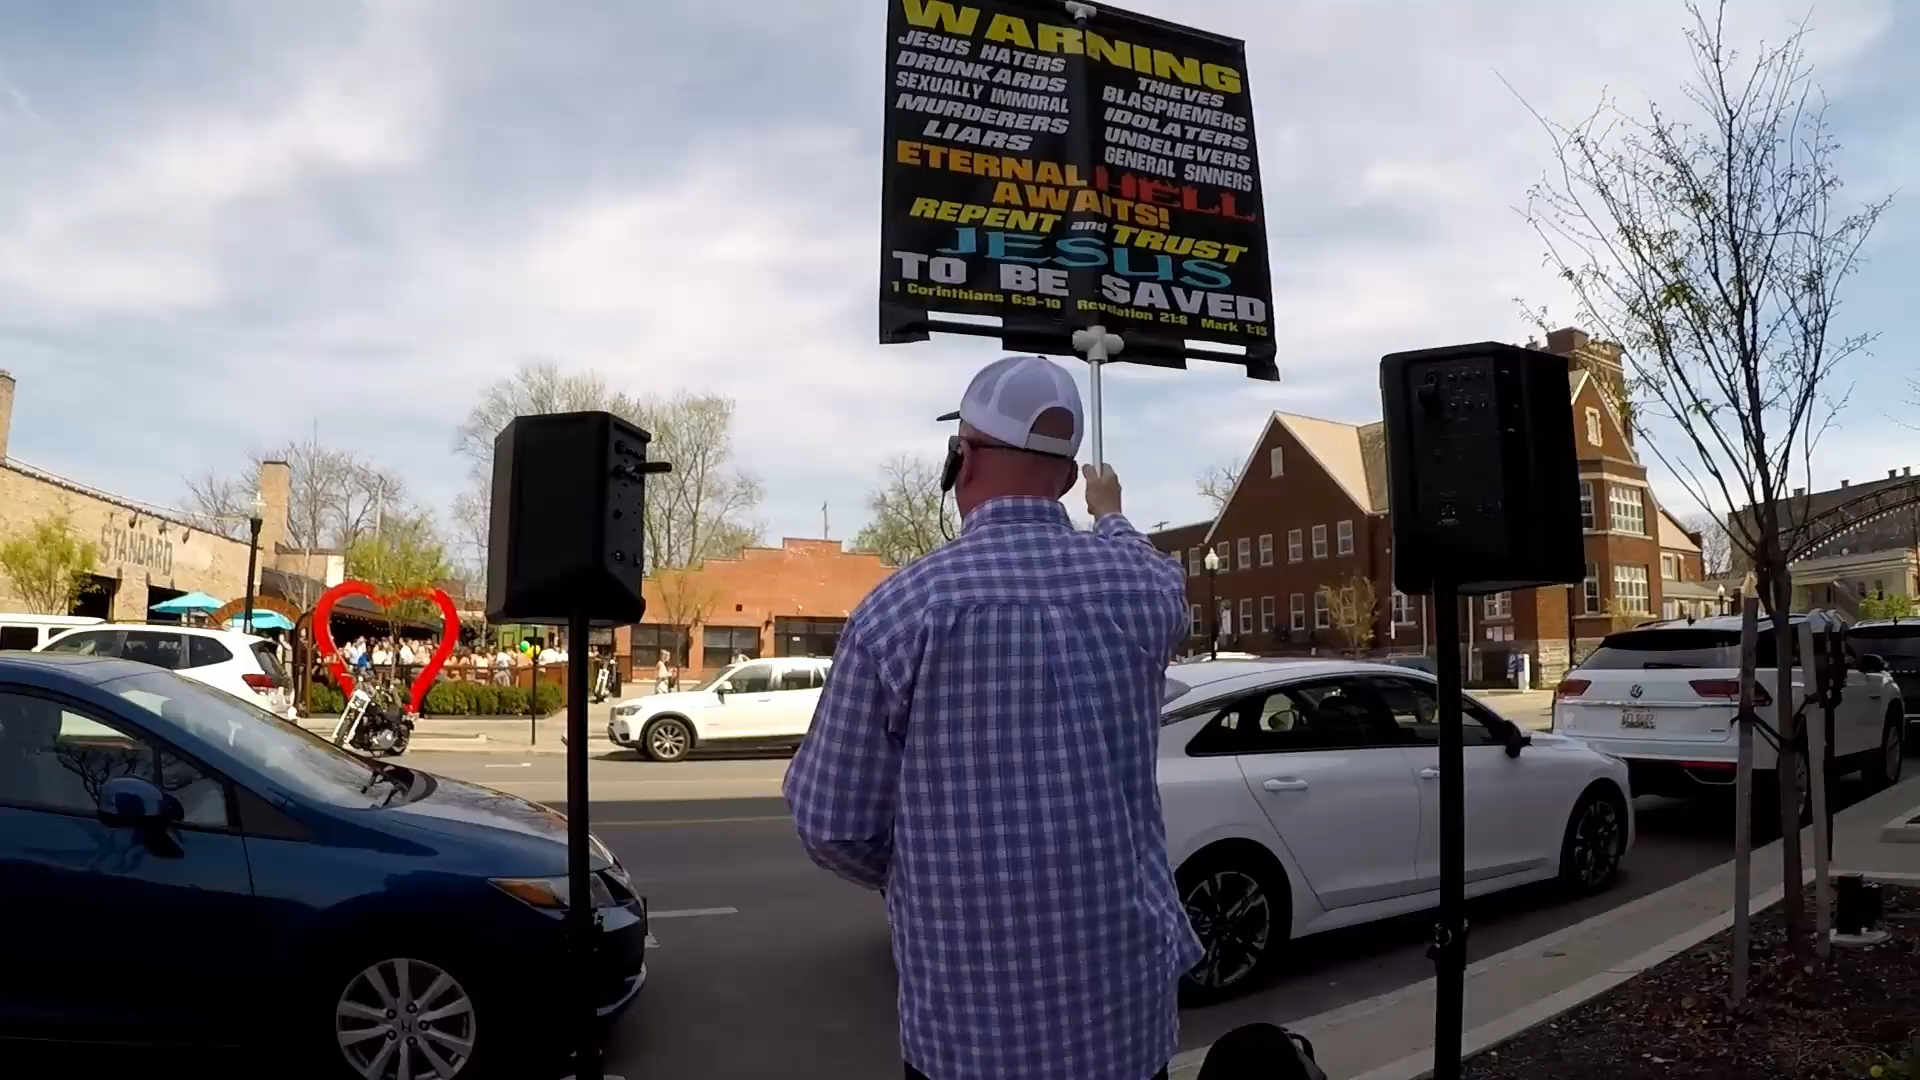 WARNING
JESUS HATERS
DRUNKARDS
SEXUALLY IMMORAL
MURDERERS
LIARS
THIEVES
BLASPHEMERS
IDOLATERS
UNBELIEVERS
GENERAL SINNERS
ETERNAL HELL
AWAITS!
REPENT and TRUST
JESUS
TO BE SAVED
1 Corinthians 6:9-10 Revelation 21:8 Mark 1:15
STANDARD